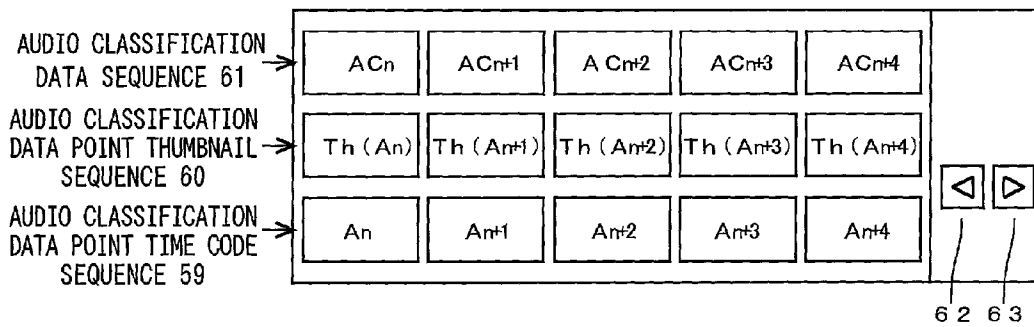 AUDIO CLASSIFICATION
DATA SEQUENCE 61
ACn ACn+1 ACn+2 ACn+3 ACn+4
AUDIO CLASSIFICATION
DATA POINT THUMBNAIL
SEQUENCE 60
Th (An) Th (An+1) Th (An+2) Th (An+3) Th (An+4)
AUDIO CLASSIFICATION
DATA POINT TIME CODE
SEQUENCE 59
An An+1 An+2 An+3 An+4
62 63